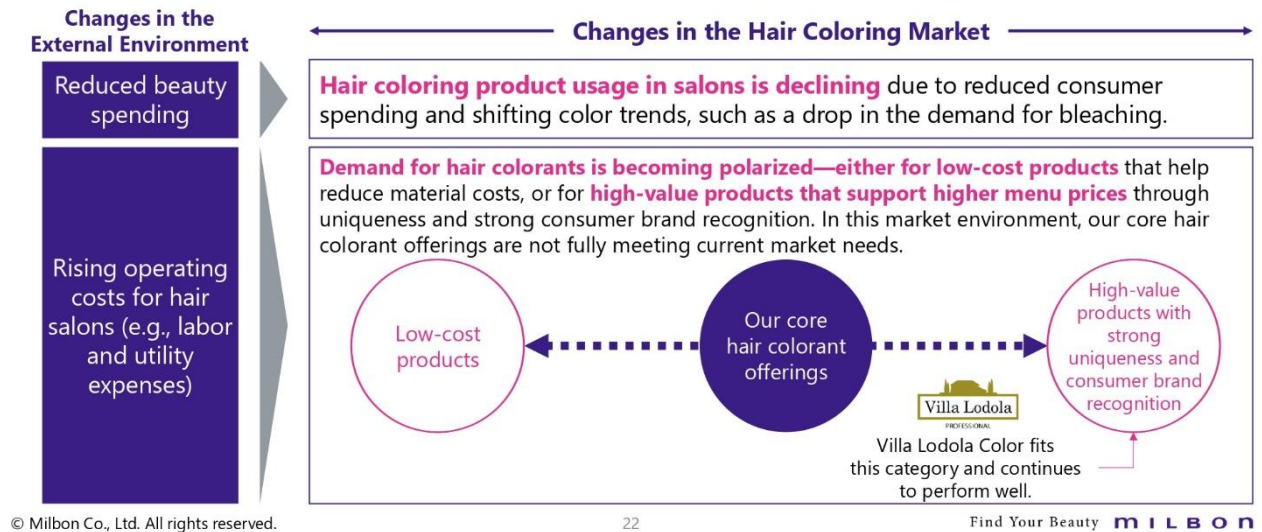 Changes in the
External Environment
Changes in the Hair Coloring Market
Reduced beauty
spending
Hair coloring product usage in salons is declining due to reduced consumer
spending and shifting color trends, such as a drop in the demand for bleaching.
Rising operating
costs for hair
salons (e.g., labor
and utility
expenses)
Demand for hair colorants is becoming polarized—either for low-cost products that help
reduce material costs, or for high-value products that support higher menu prices through
uniqueness and strong consumer brand recognition. In this market environment, our core hair
colorant offerings are not fully meeting current market needs.
Low-cost
products
Our core
hair colorant
offerings
High-value
products with
strong
uniqueness and
consumer brand
recognition
Villa Lodola
PROFESSIONAL
Villa Lodola Color fits
this category and continues
to perform well.
© Milbon Co., Ltd. All rights reserved.
22
Find Your Beauty MILBON